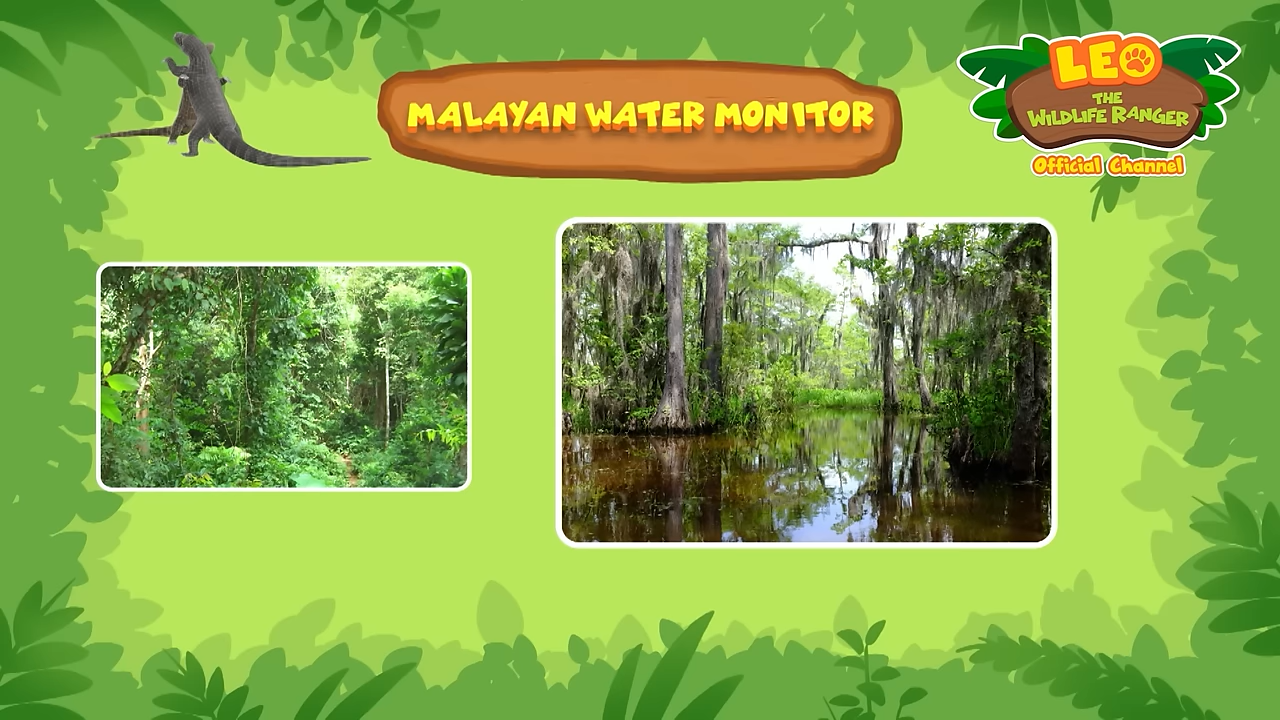 MALAYAN WATER MONITOR
LEO
THE
WILDLIFE RANGER
Official Channel